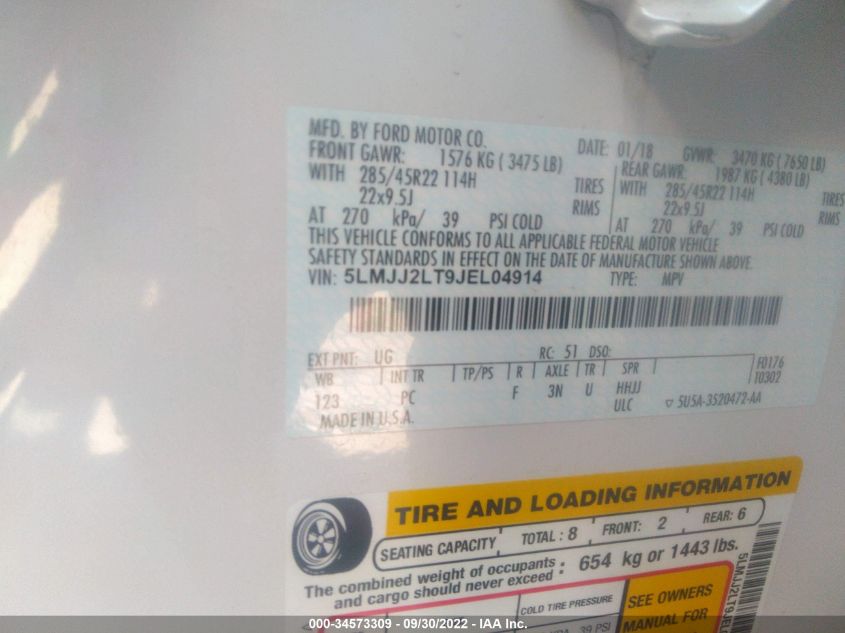 MFD. BY FORD MOTOR CO.
DATE: 01/18 GVWR: 3470 KG ( 7650 LB)
FRONT GAWR: 1576 KG ( 3475 LB)
REAR GAWR: 1987 KG ( 4380 LB)
WITH 285/45R22 114H TIRES
WITH 285/45R22 114H TIRES
22x9.5J RIMS
22x9.5J RIMS
AT 270 kPa/ 39 PSI COLD
AT 270 kPa/ 39 PSI COLD
THIS VEHICLE CONFORMS TO ALL APPLICABLE FEDERAL MOTOR VEHICLE
SAFETY STANDARDS IN EFFECT ON THE DATE OF MANUFACTURE SHOWN ABOVE.
VIN: 5LMJJ2LT9JEL04914 TYPE: MPV
EXT PNT: UG RC: 51 DSO:
F0176
T0302
WB INT TR TP/PS R AXLE TR SPR
123 PC F 3N U HHJJ
ULC ▽ 5U5A-3520472-AA
MADE IN U.S.A.
TIRE AND LOADING INFORMATION
SEATING CAPACITY TOTAL : 8 FRONT: 2 REAR: 6
The combined weight of occupants
and cargo should never exceed : 654 kg or 1443 lbs.
COLD TIRE PRESSURE
SEE OWNERS
MANUAL FOR
39 PSI
000-34573309 - 09/30/2022 - IAA Inc.